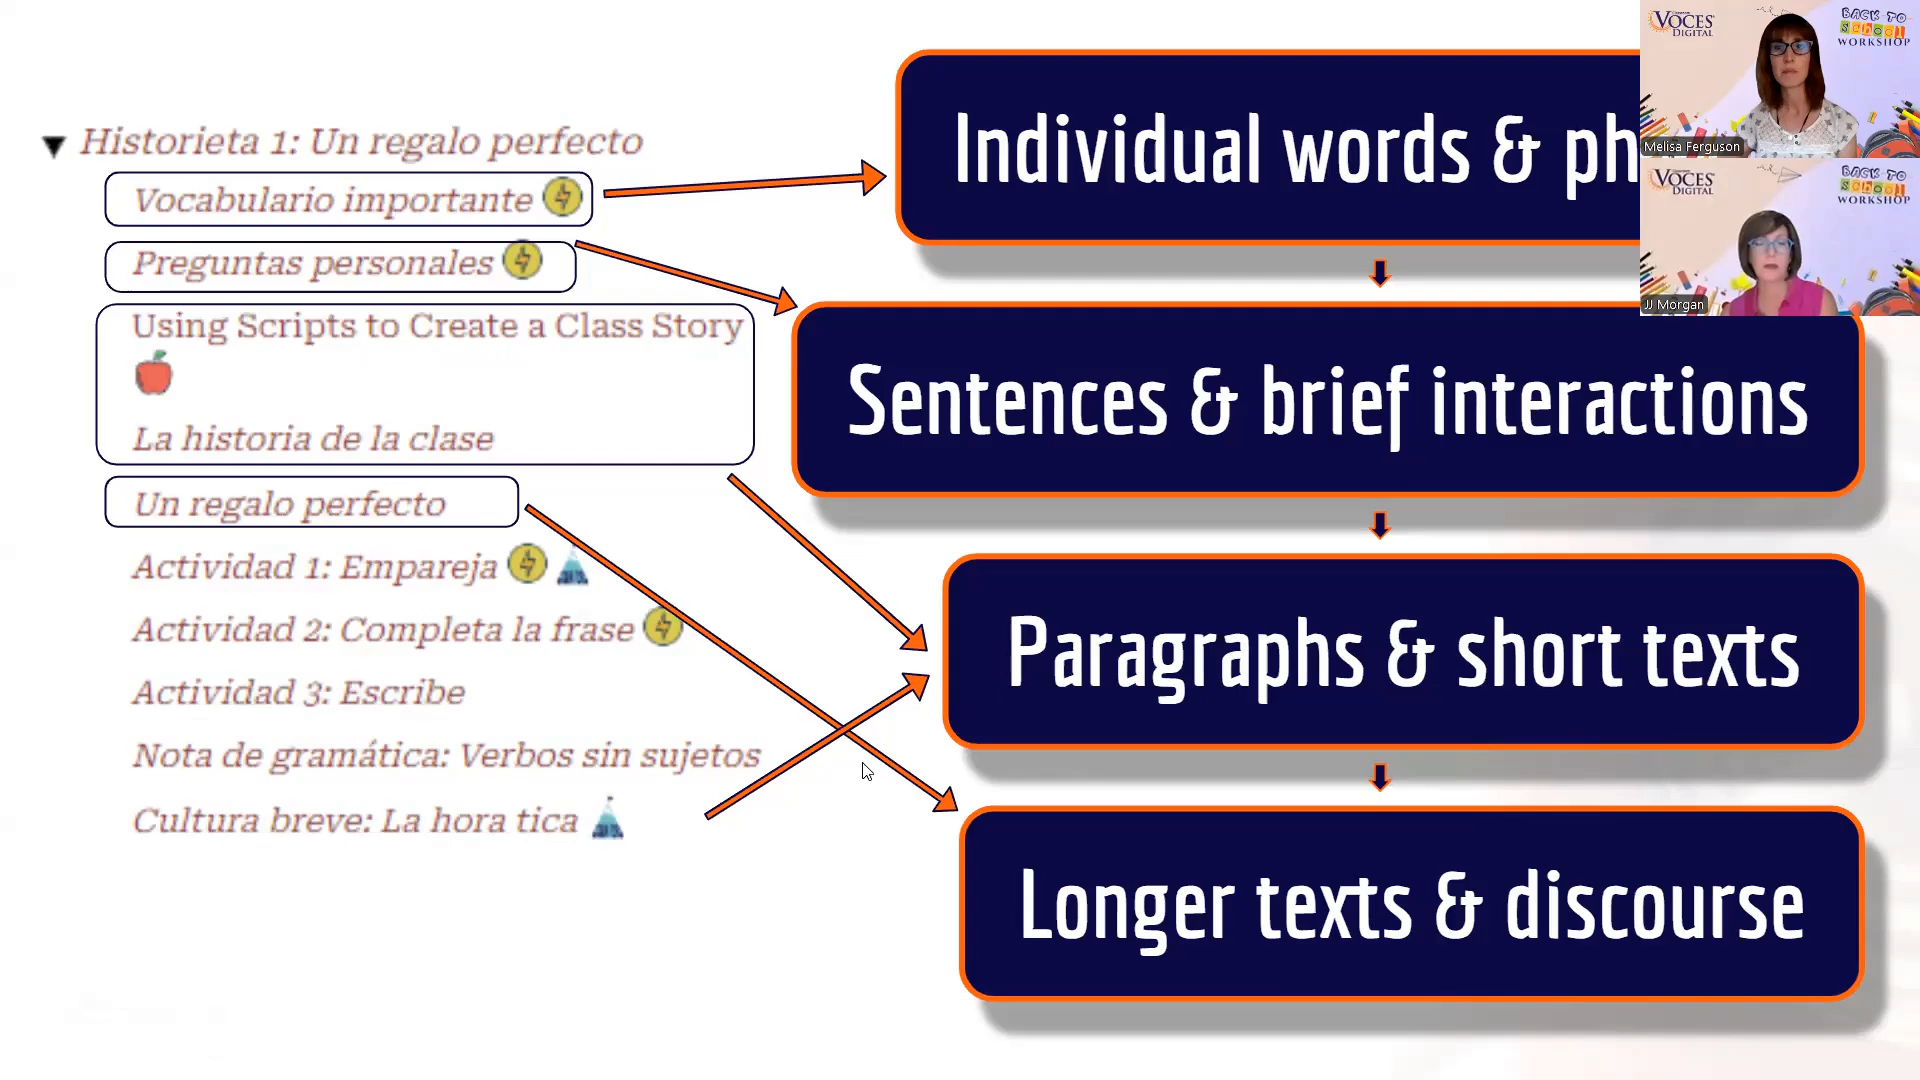 Historieta 1: Un regalo perfecto
Vocabulario importante
Preguntas personales
Using Scripts to Create a Class Story
La historia de la clase
Un regalo perfecto
Actividad 1: Empareja
Actividad 2: Completa la frase
Actividad 3: Escribe
Nota de gramática: Verbos sin sujetos
Cultura breve: La hora tica
Individual words & ph
Sentences & brief interactions
Paragraphs & short texts
Longer texts & discourse
VOCES
DIGITAL
BACK TO
School
WORKSHOP
Melisa Ferguson
VOCES
DIGITAL
BACK TO
School
WORKSHOP
JJ Morgan